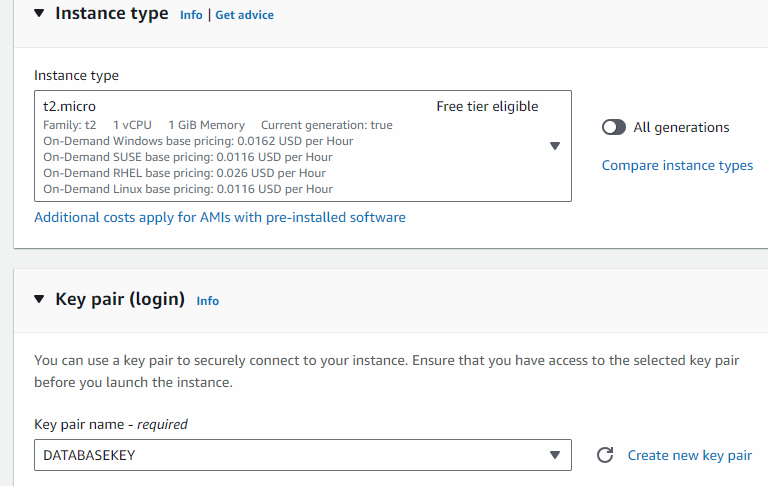 Instance type Info | Get advice
Instance type
t2.micro Free tier eligible
Family: t2 1 vCPU 1 GiB Memory Current generation: true
On-Demand Windows base pricing: 0.0162 USD per Hour
On-Demand SUSE base pricing: 0.0116 USD per Hour
On-Demand RHEL base pricing: 0.026 USD per Hour
On-Demand Linux base pricing: 0.0116 USD per Hour
All generations
Compare instance types
Additional costs apply for AMIs with pre-installed software
Key pair (login) Info
You can use a key pair to securely connect to your instance. Ensure that you have access to the selected key pair
before you launch the instance.
Key pair name - required
DATABASEKEY
Create new key pair